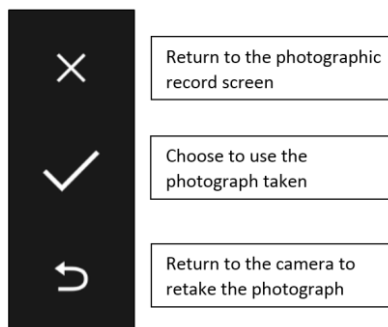 Return to the photographic
record screen
Choose to use the
photograph taken
Return to the camera to
retake the photograph